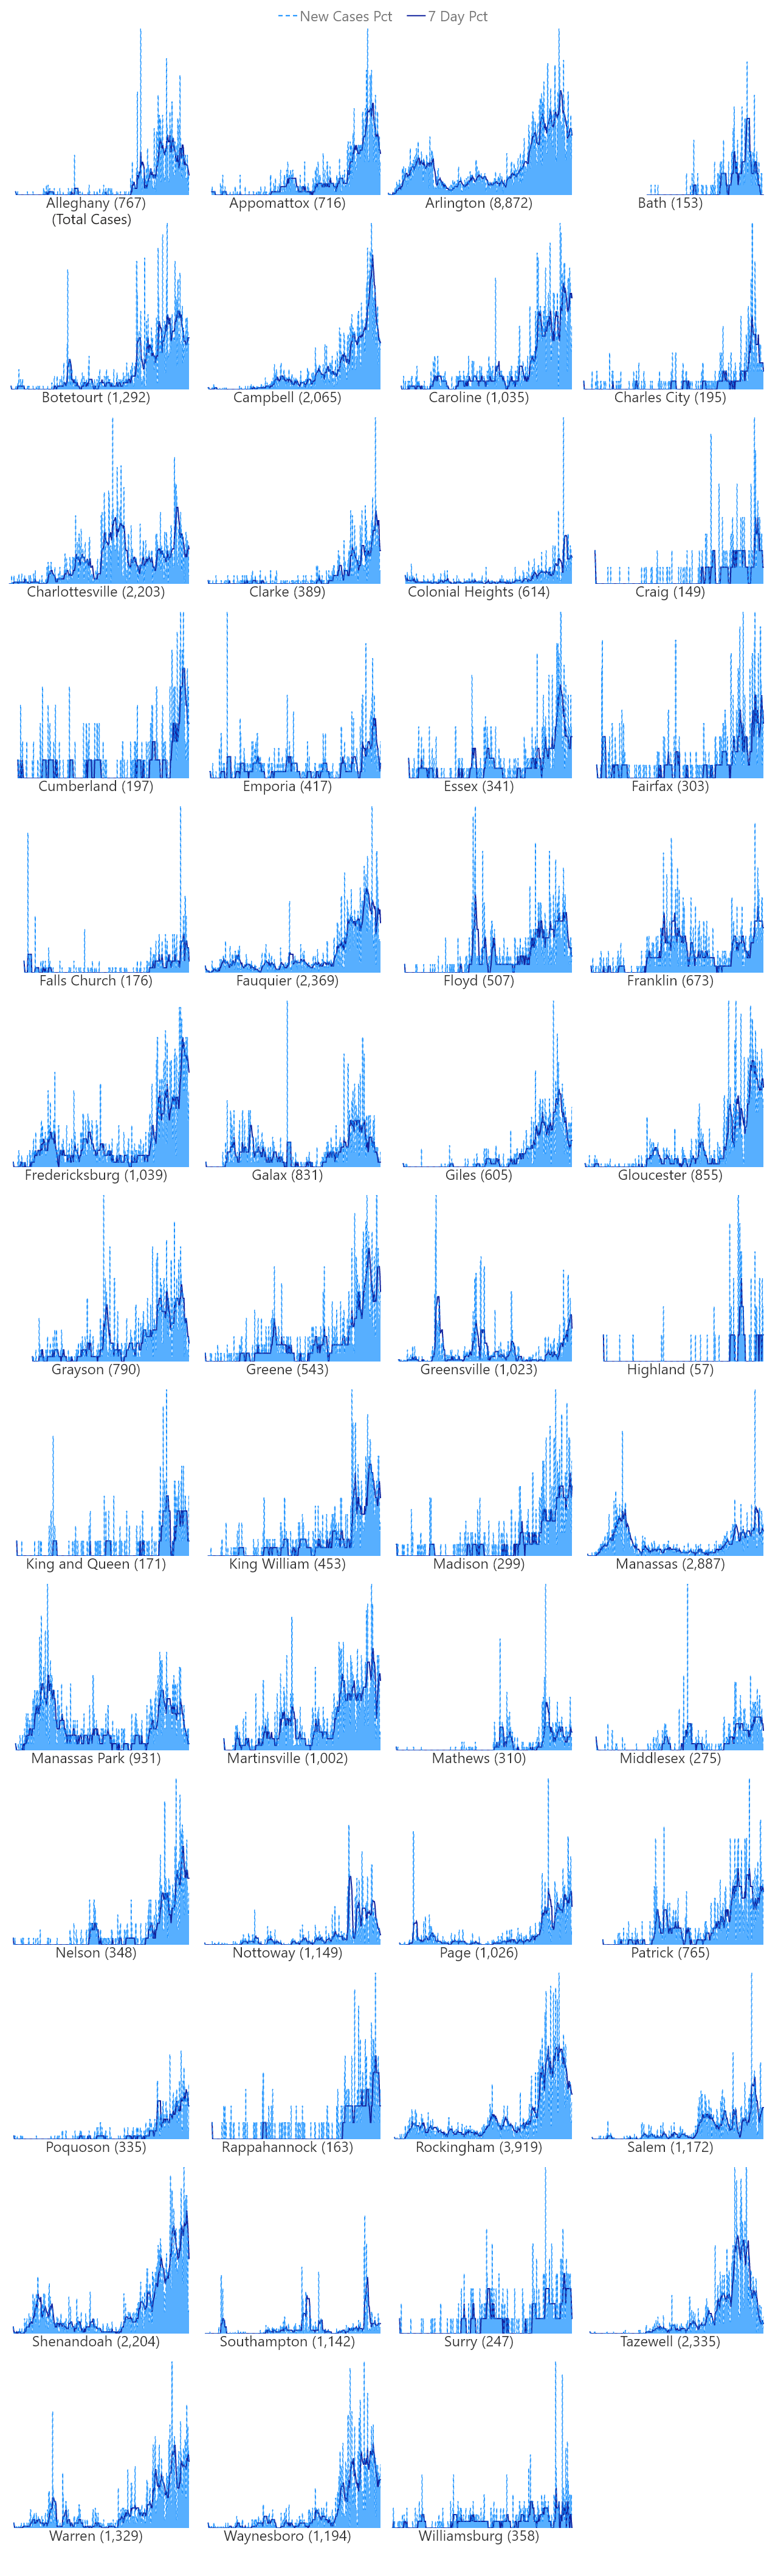 New Cases Pct 7 Day Pct
Alleghany (767) Appomattox (716) Arlington (8,872) Bath (153)
(Total Cases)
Botetourt (1,292) Campbell (2,065) Caroline (1,035) Charles City (195)
Charlottesville (2,203) Clarke (389) Colonial Heights (614) Craig (149)
Cumberland (197) Emporia (417) Essex (341) Fairfax (303)
Falls Church (176) Fauquier (2,369) Floyd (507) Franklin (673)
Fredericksburg (1,039) Galax (831) Giles (605) Gloucester (855)
Grayson (790) Greene (543) Greensville (1,023) Highland (57)
King and Queen (171) King William (453) Madison (299) Manassas (2,887)
Manassas Park (931) Martinsville (1,002) Mathews (310) Middlesex (275)
Nelson (348) Nottoway (1,149) Page (1,026) Patrick (765)
Poquoson (335) Rappahannock (163) Rockingham (3,919) Salem (1,172)
Shenandoah (2,204) Southampton (1,142) Surry (247) Tazewell (2,335)
Warren (1,329) Waynesboro (1,194) Williamsburg (358)